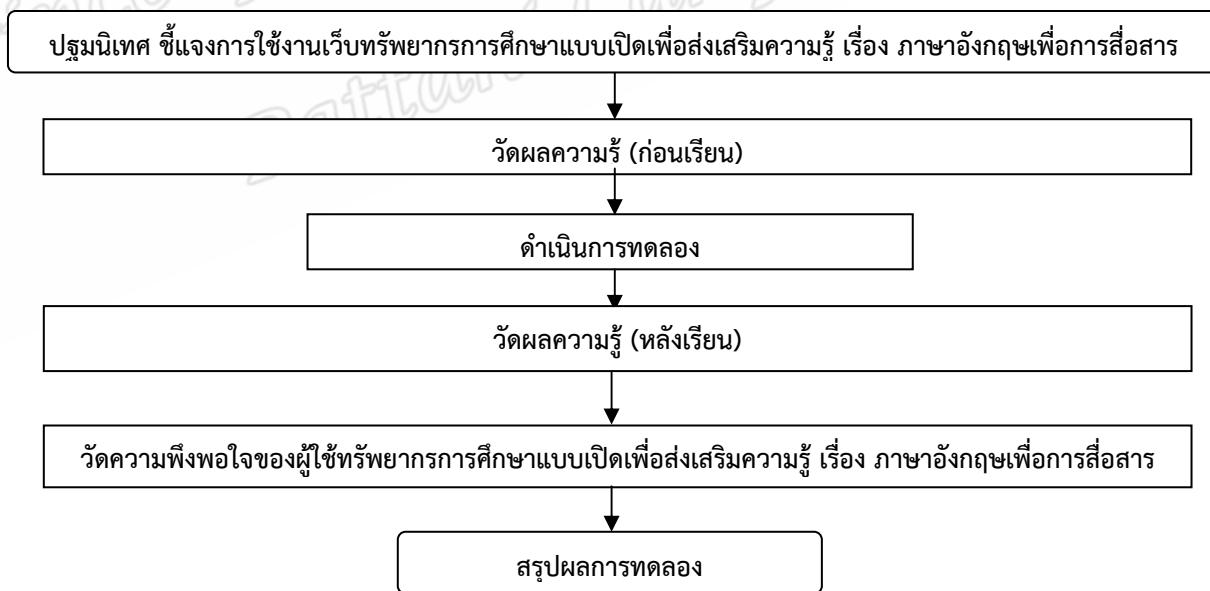 ปฐมนิเทศ ชี้แจงการใช้งานเว็บทรัพยากรการศึกษาแบบเปิดเพื่อส่งเสริมความรู้ เรื่อง ภาษาอังกฤษเพื่อการสื่อสาร
วัดผลความรู้ (ก่อนเรียน)
ดำเนินการทดลอง
วัดผลความรู้ (หลังเรียน)
วัดความพึงพอใจของผู้ใช้ทรัพยากรการศึกษาแบบเปิดเพื่อส่งเสริมความรู้ เรื่อง ภาษาอังกฤษเพื่อการสื่อสาร
สรุปผลการทดลอง